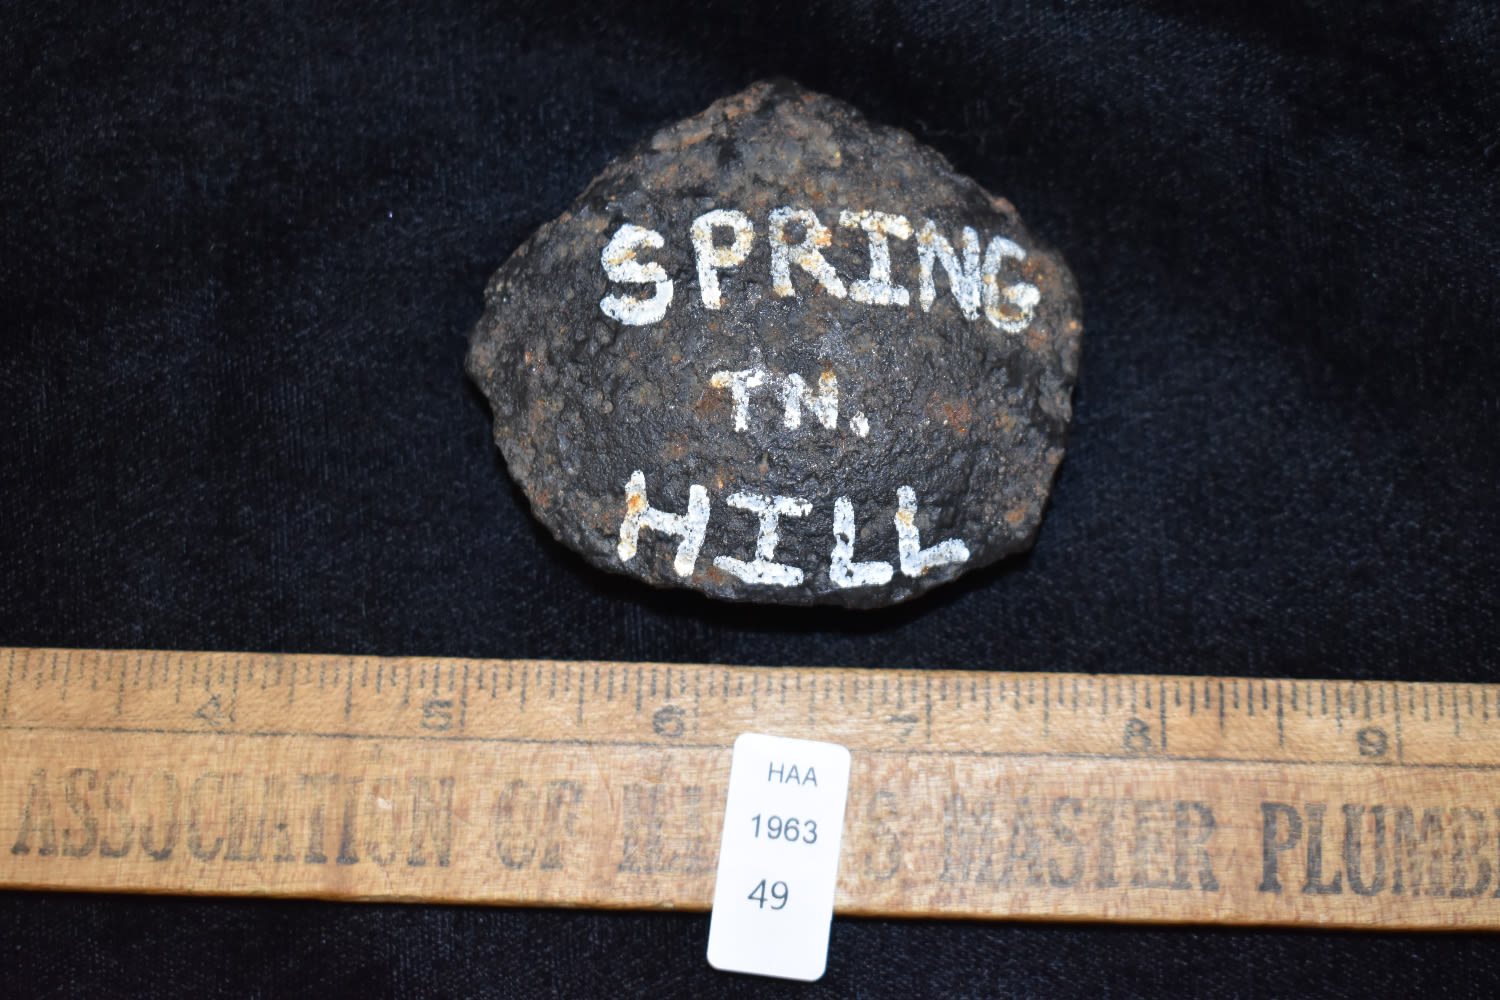 SPRING
TN.
HILL
4 5 6 7 8 9
ASSOCIATION OF MASTER PLUMB
HAA
1963
49